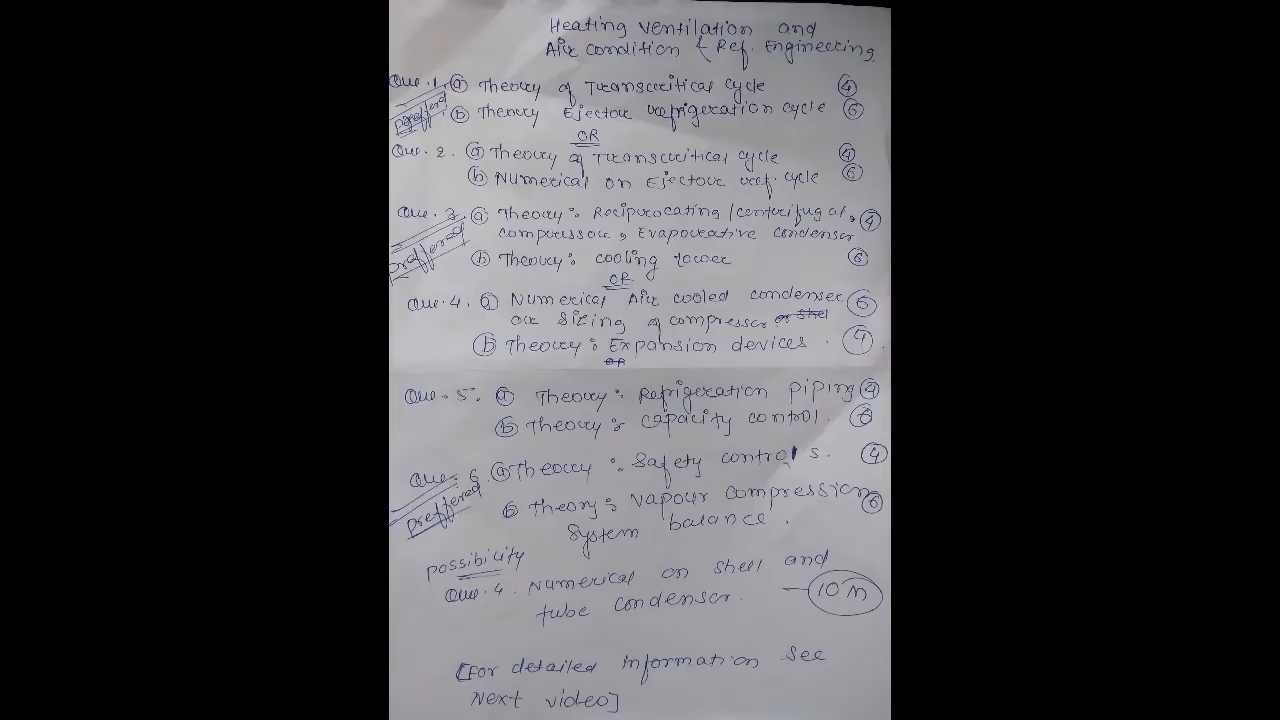 Heating Ventilation and
Air condition & Ref. Engineering
Que.1. (a) Theory of Transcritical cycle (4)
Preffered (b) Theory Ejector refrigeration cycle (6)
OR
Que. 2. (a) Theory of Transcritical cycle (4)
(b) Numerical on Ejector ref. cycle (6)
Que. 3. (a) Theory: Reciprocating/centrifugal, (4)
compressor, Evaporative condensor
preffered (b) Theory: cooling tower (6)
OR
Que. 4. (a) Numerical Air cooled condenser (6)
or sizing of compressor or shel
(b) Theory: Expansion devices. (4)
OR
Que. 5. (a) Theory: Refrigeration piping (4)
(b) Theory: capacity control. (6)
Que. 6 (a) Theory: Safety controls. (4)
preffered (b) Theory: Vapour compression (6)
System balance.
possibility
Que. 4. Numerical on shell and
tube condensor. — 10 M
[For detailed information see
Next video]